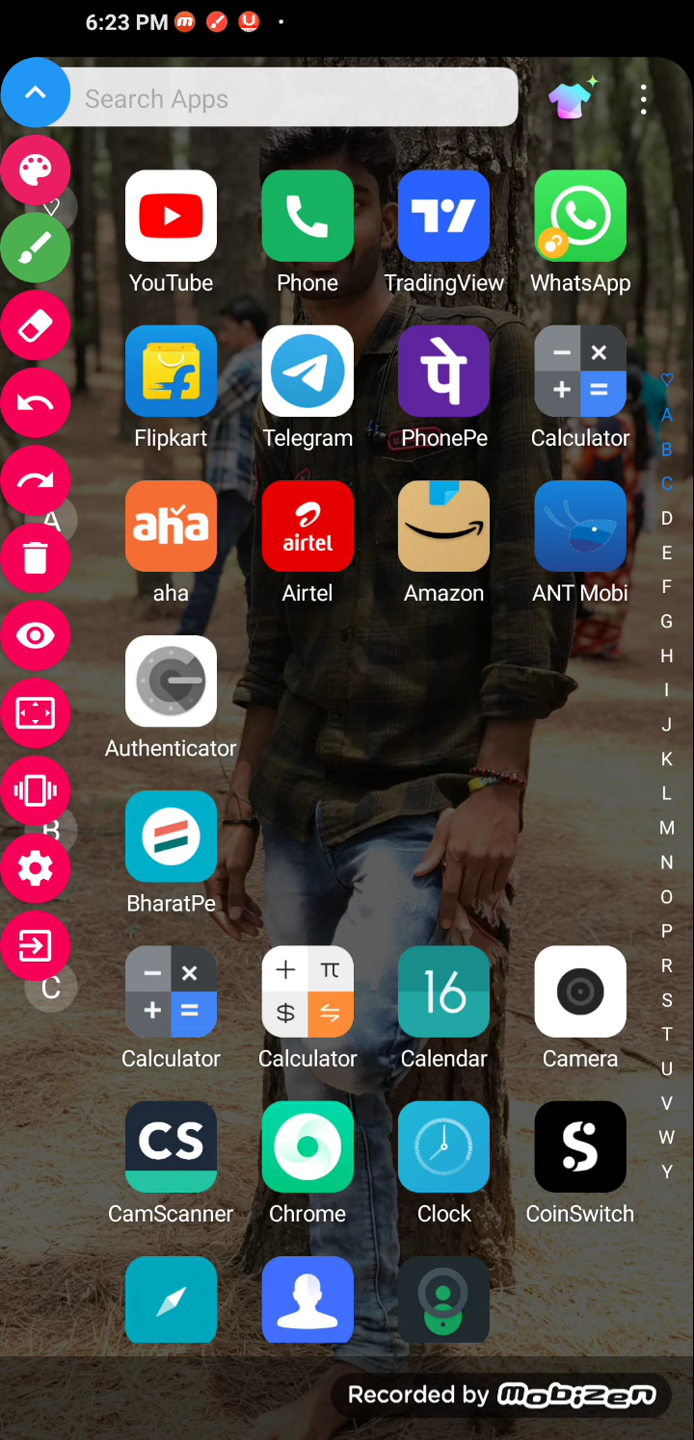 6:23 PM
Search Apps
YouTube
Phone
TradingView
WhatsApp
Flipkart
Telegram
पे
PhonePe
Calculator
A
B
C
D
aha
airtel
A
aha
Airtel
Amazon
ANT Mobi
E
F
G
H
I
J
Authenticator
K
L
M
B
N
BharatPe
O
P
C
R
π
$
16
Calculator
Calculator
Calendar
Camera
S
T
U
V
CS
W
Y
CamScanner
Chrome
Clock
CoinSwitch
Recorded by mobizen